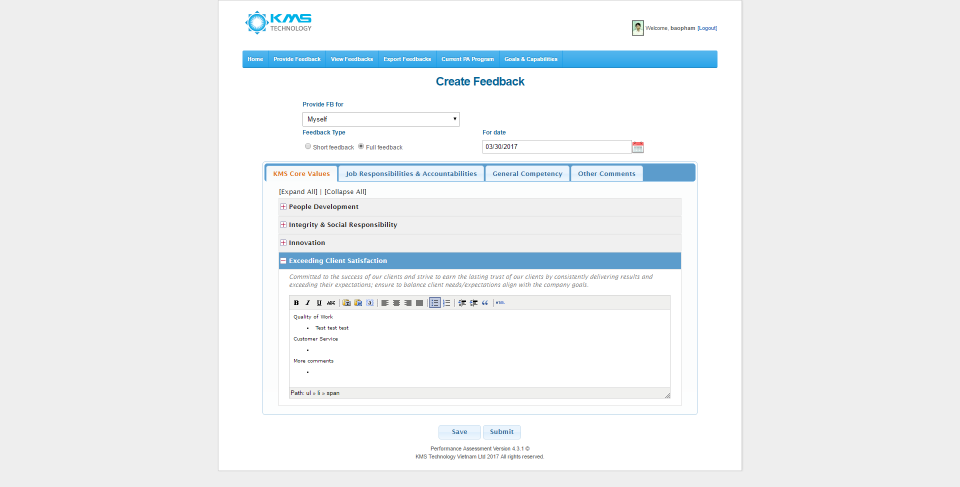 KMS
TECHNOLOGY
Welcome, baopham [Logout]
Home Provide Feedback View Feedbacks Export Feedbacks Current PA Program Goals & Capabilities
Create Feedback
Provide FB for
Myself
Feedback Type For date
Short feedback Full feedback 03/30/2017
KMS Core Values Job Responsibilities & Accountabilities General Competency Other Comments
[Expand All] | [Collapse All]
People Development
Integrity & Social Responsibility
Innovation
Exceeding Client Satisfaction
Committed to the success of our clients and strive to earn the lasting trust of our clients by consistently delivering results and
exceeding their expectations; ensure to balance client needs/expectations align with the company goals.
B I U ABC HTML
Quality of Work
• Test test test
Customer Service
•
More comments
•
Path: ul » li » span
Save Submit
Performance Assessment Version 4.3.1 ©
KMS Technology Vietnam Ltd 2017 All rights reserved.